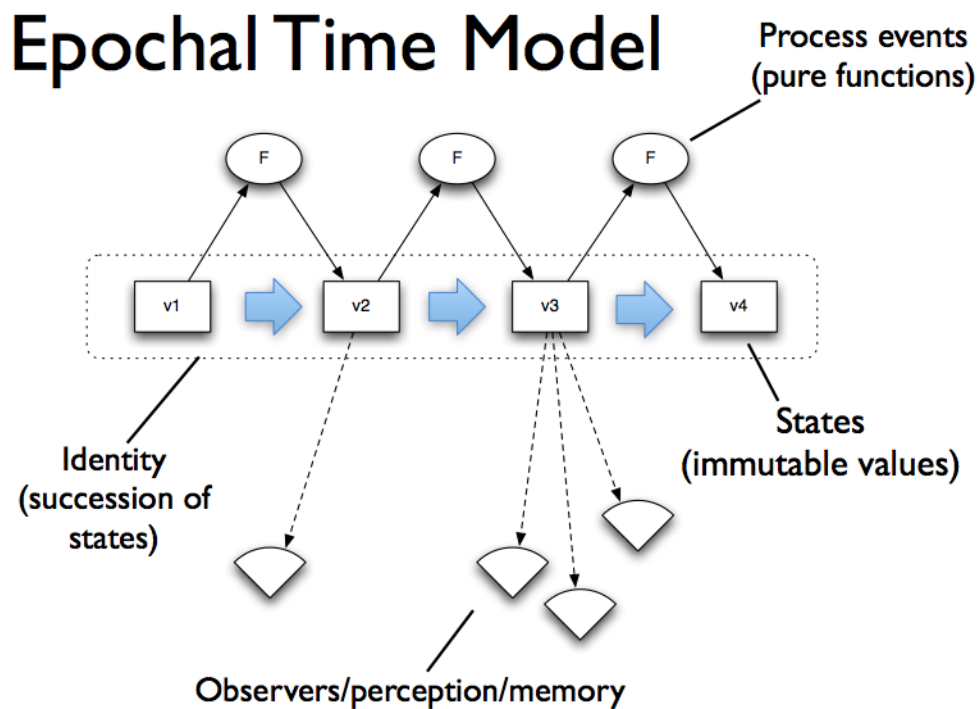 Epochal Time Model
Process events
(pure functions)
F
F
F
v1
v2
v3
v4
Identity
(succession of
states)
States
(immutable values)
Observers/perception/memory